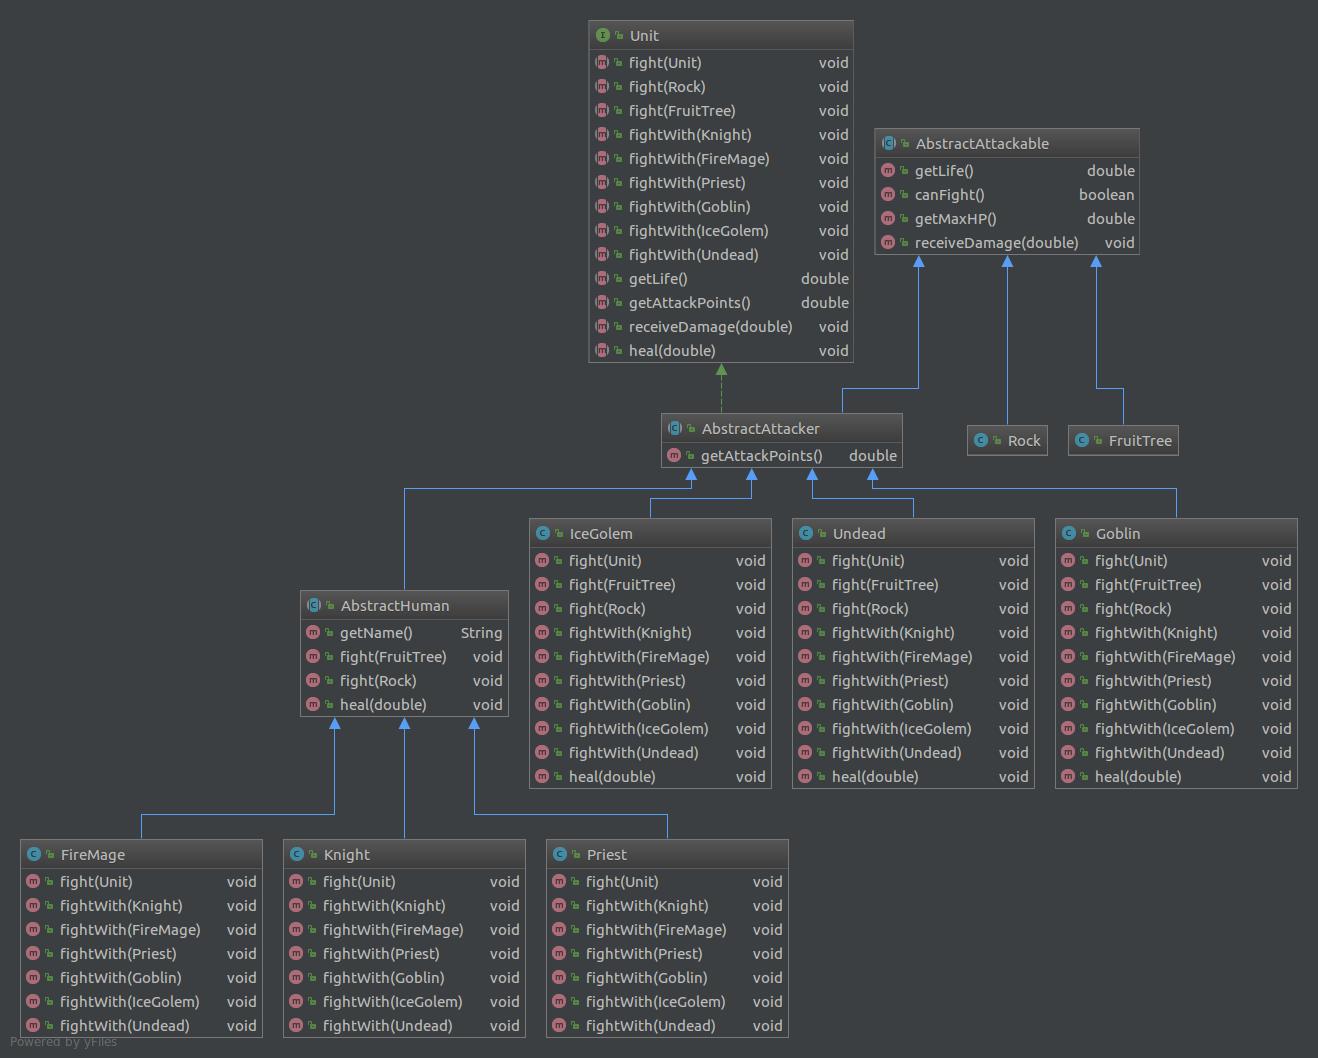 Unit
fight(Unit) void
fight(Rock) void
fight(FruitTree) void
fightWith(Knight) void
fightWith(FireMage) void
fightWith(Priest) void
fightWith(Goblin) void
fightWith(IceGolem) void
fightWith(Undead) void
getLife() double
getAttackPoints() double
receiveDamage(double) void
heal(double) void
AbstractAttackable
getLife() double
canFight() boolean
getMaxHP() double
receiveDamage(double) void
AbstractAttacker
getAttackPoints() double
Rock
FruitTree
IceGolem
fight(Unit) void
fight(FruitTree) void
fight(Rock) void
fightWith(Knight) void
fightWith(FireMage) void
fightWith(Priest) void
fightWith(Goblin) void
fightWith(IceGolem) void
fightWith(Undead) void
heal(double) void
Undead
fight(Unit) void
fight(FruitTree) void
fight(Rock) void
fightWith(Knight) void
fightWith(FireMage) void
fightWith(Priest) void
fightWith(Goblin) void
fightWith(IceGolem) void
fightWith(Undead) void
heal(double) void
Goblin
fight(Unit) void
fight(FruitTree) void
fight(Rock) void
fightWith(Knight) void
fightWith(FireMage) void
fightWith(Priest) void
fightWith(Goblin) void
fightWith(IceGolem) void
fightWith(Undead) void
heal(double) void
AbstractHuman
getName() String
fight(FruitTree) void
fight(Rock) void
heal(double) void
FireMage
fight(Unit) void
fightWith(Knight) void
fightWith(FireMage) void
fightWith(Priest) void
fightWith(Goblin) void
fightWith(IceGolem) void
fightWith(Undead) void
Knight
fight(Unit) void
fightWith(Knight) void
fightWith(FireMage) void
fightWith(Priest) void
fightWith(Goblin) void
fightWith(IceGolem) void
fightWith(Undead) void
Priest
fight(Unit) void
fightWith(Knight) void
fightWith(FireMage) void
fightWith(Priest) void
fightWith(Goblin) void
fightWith(IceGolem) void
fightWith(Undead) void
Powered by yFiles